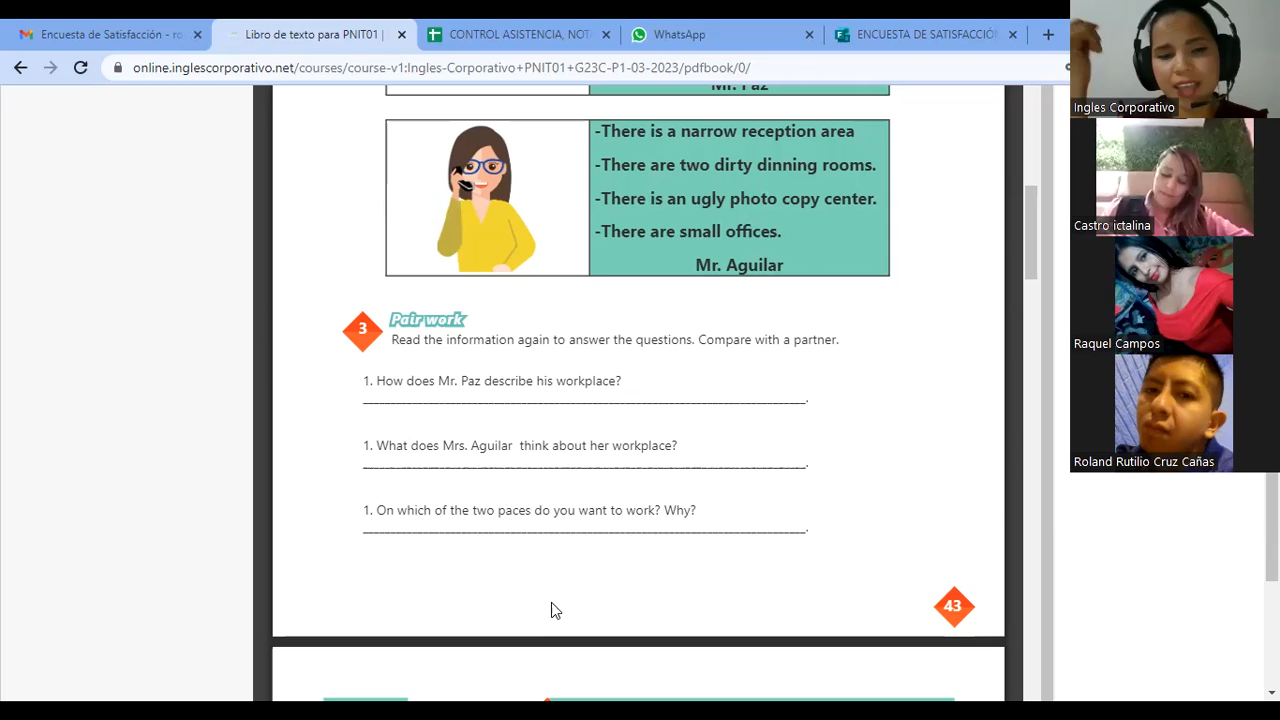 Encuesta de Satisfacción - ro
Libro de texto para PNIT01 |
CONTROL ASISTENCIA, NOTA
WhatsApp
ENCUESTA DE SATISFACCIÓN
online.inglescorporativo.net/courses/course-v1:Ingles-Corporativo+PNIT01+G23C-P1-03-2023/pdfbook/0/
Mr. Paz
-There is a narrow reception area
-There are two dirty dinning rooms.
-There is an ugly photo copy center.
-There are small offices.
Mr. Aguilar
3
Pair work
Read the information again to answer the questions. Compare with a partner.
1. How does Mr. Paz describe his workplace?
1. What does Mrs. Aguilar think about her workplace?
1. On which of the two paces do you want to work? Why?
43
Ingles Corporativo
Castro ictalina
Raquel Campos
Roland Rutilio Cruz Cañas